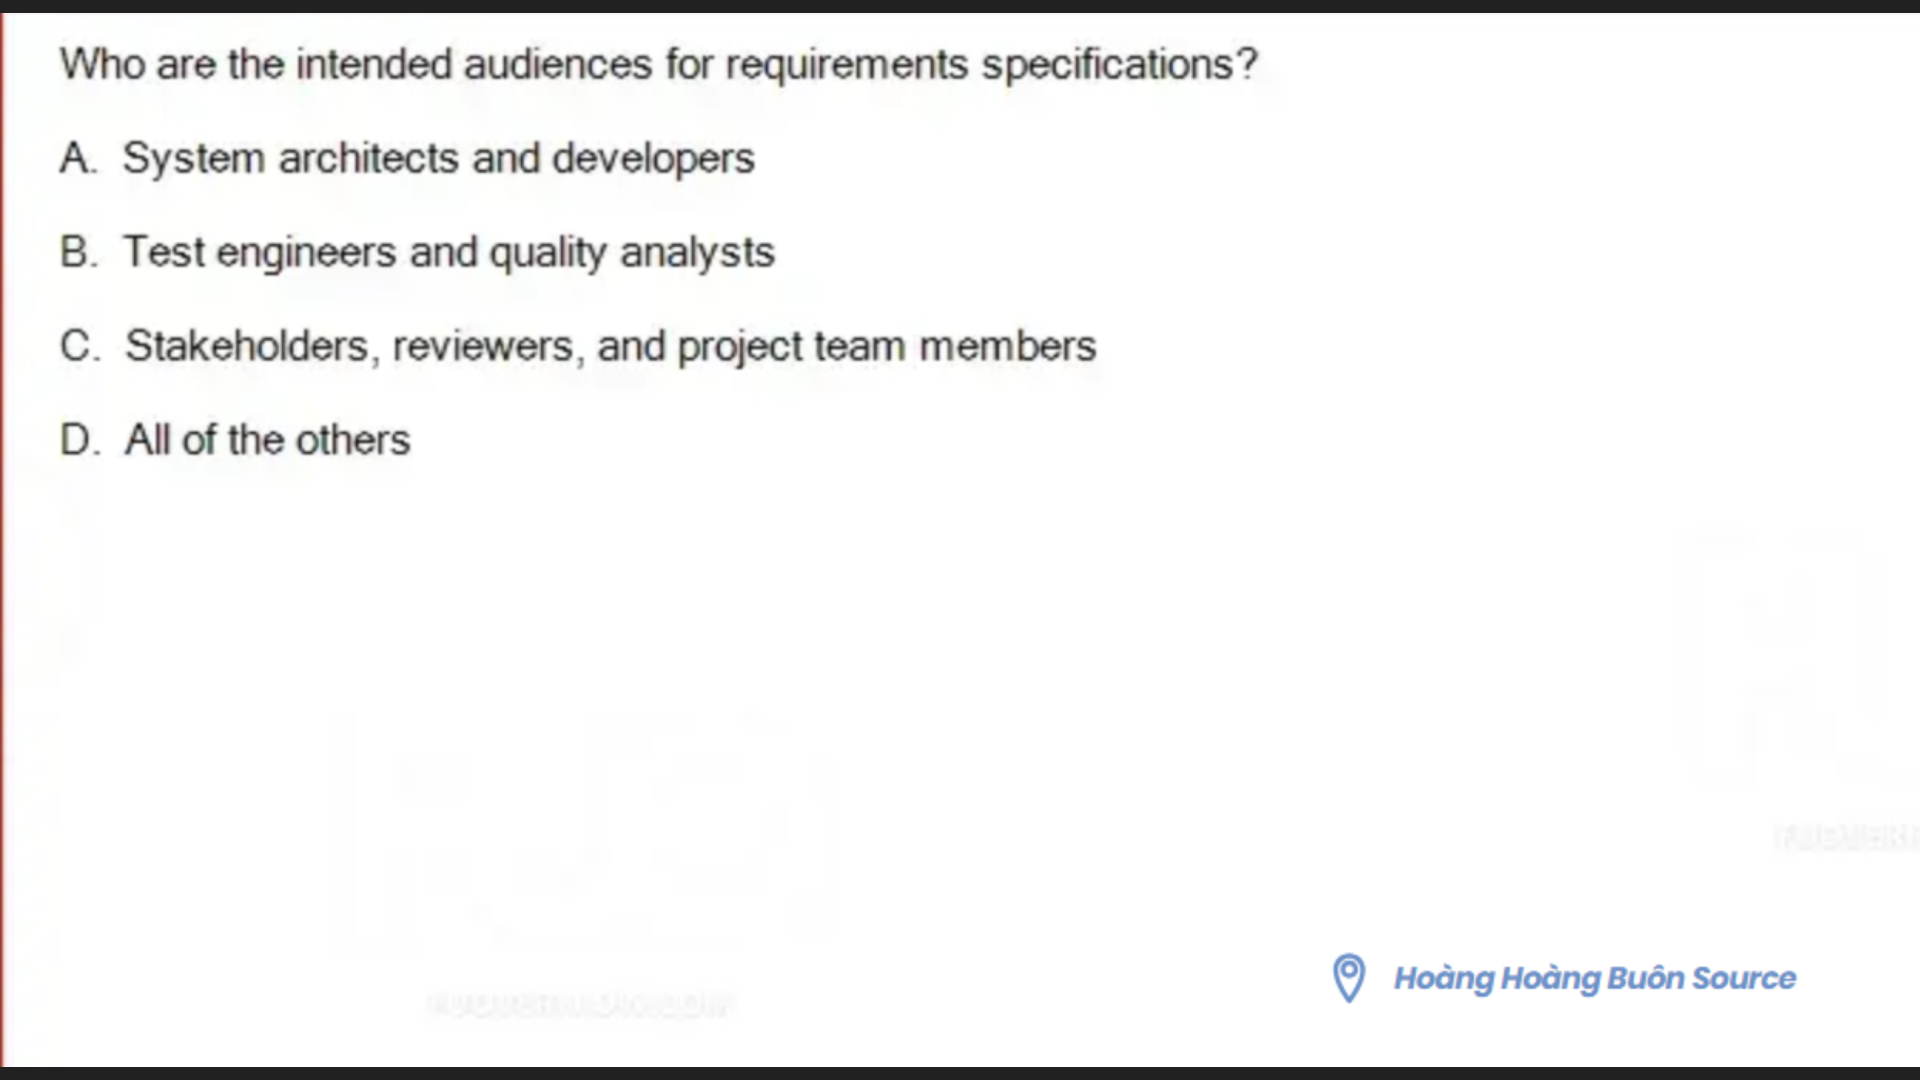 Who are the intended audiences for requirements specifications?
A. System architects and developers
B. Test engineers and quality analysts
C. Stakeholders, reviewers, and project team members
D. All of the others
Hoàng Hoàng Buôn Source